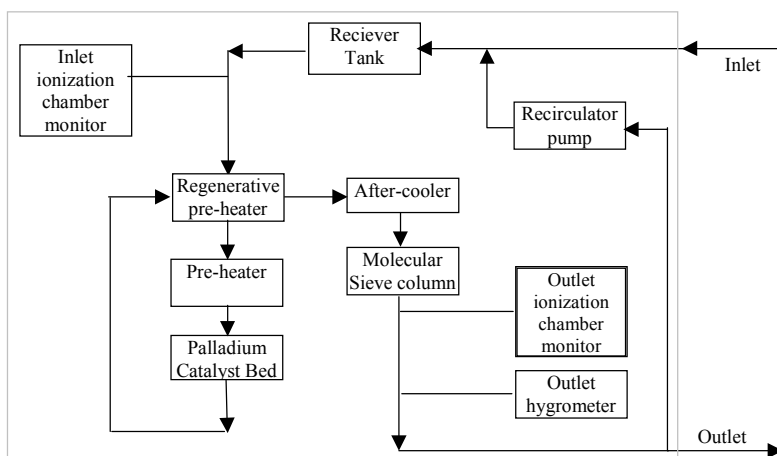 Reciever
Tank
Inlet
ionization
chamber
monitor
Inlet
Recirculator
pump
Regenerative
pre-heater
After-cooler
Pre-heater
Molecular
Sieve column
Outlet
ionization
chamber
monitor
Palladium
Catalyst Bed
Outlet
hygrometer
Outlet